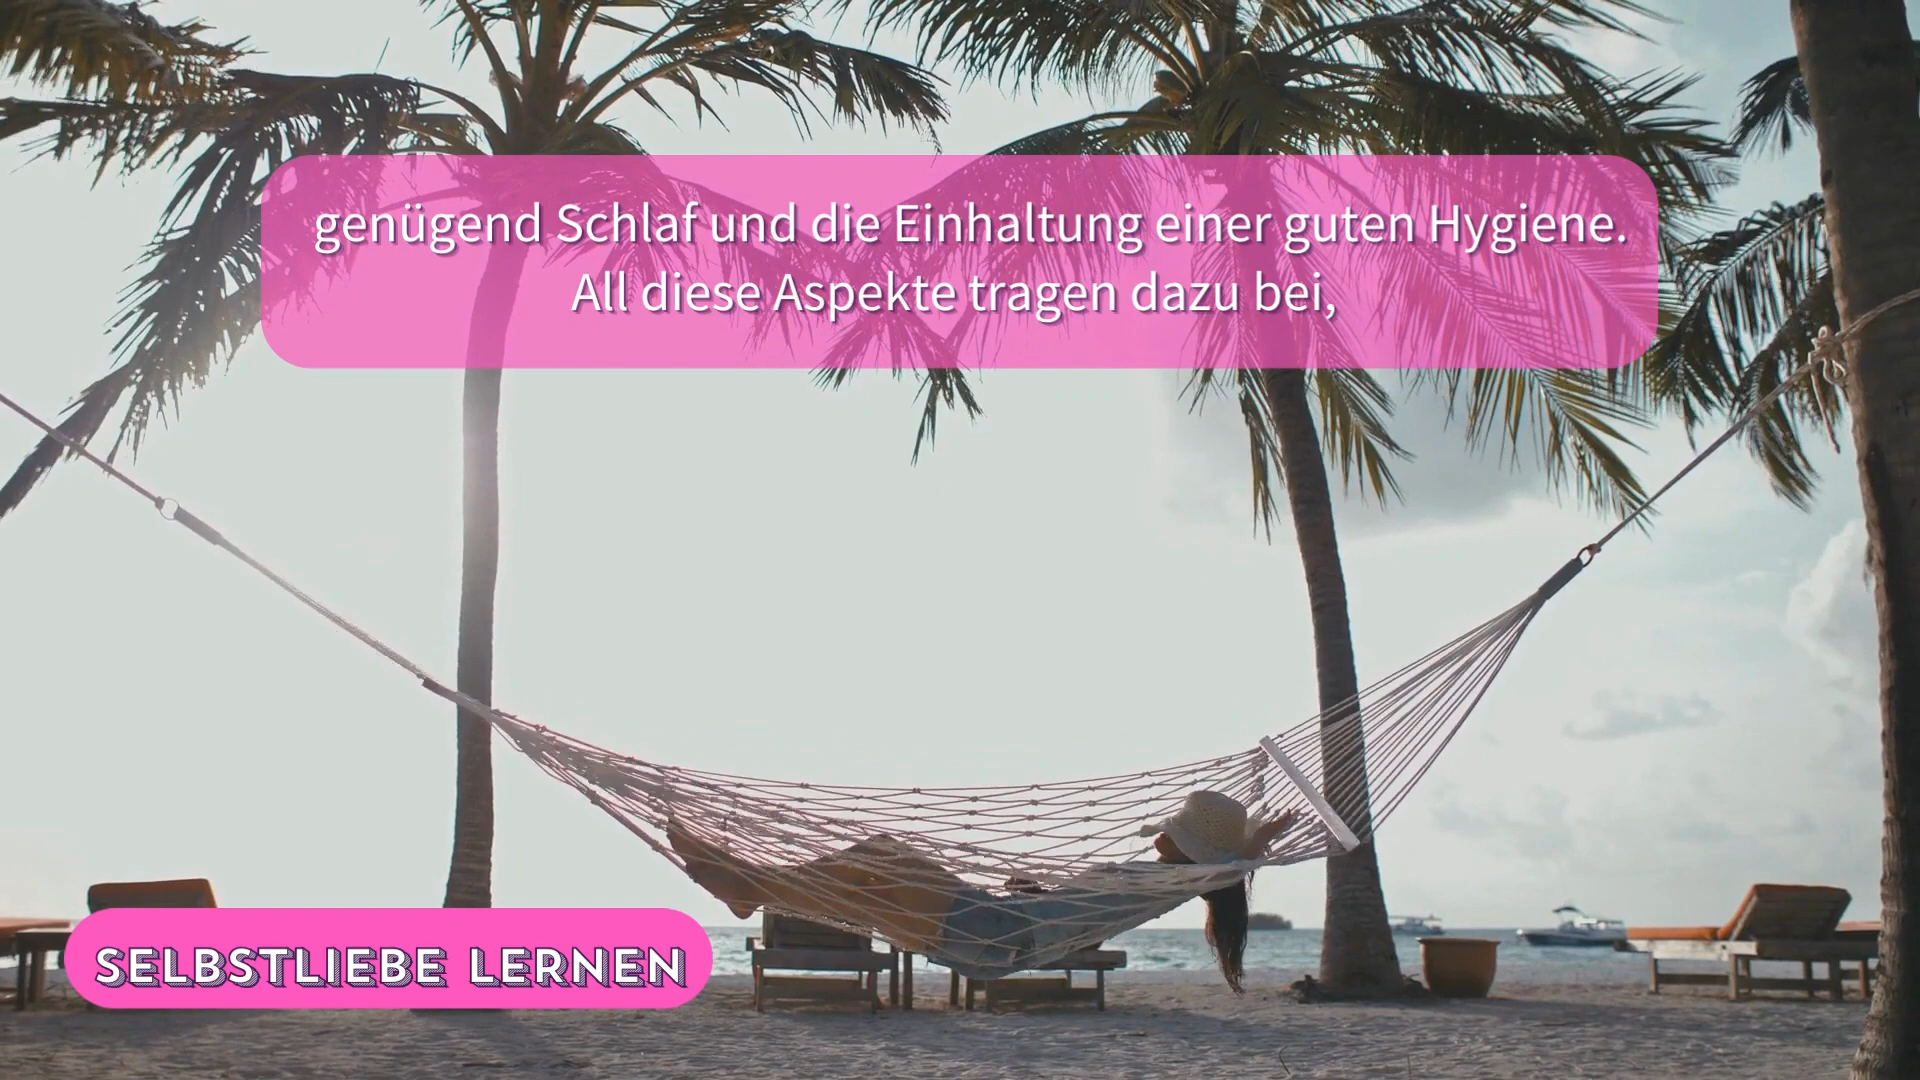 genügend Schlaf und die Einhaltung einer guten Hygiene.
All diese Aspekte tragen dazu bei,
SELBSTLIEBE LERNEN